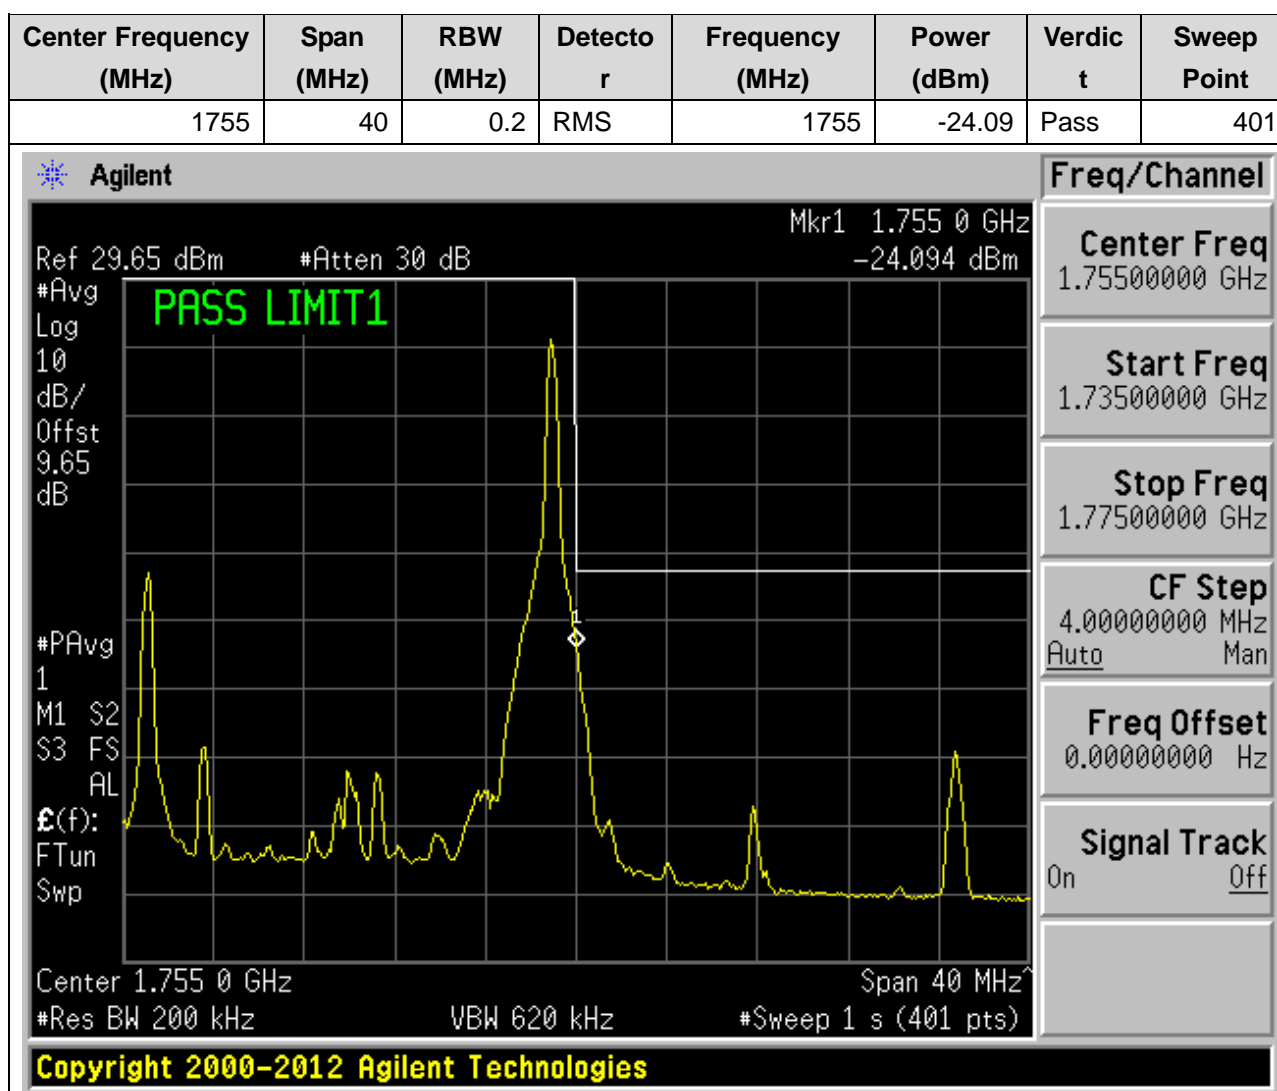 Center Frequency (MHz) Span (MHz) RBW (MHz) Detecto r Frequency (MHz) Power (dBm) Verdic t Sweep Point
1755 40 0.2 RMS 1755 -24.09 Pass 401
Agilent
Freq/Channel
Mkr1 1.755 0 GHz
Ref 29.65 dBm #Atten 30 dB -24.094 dBm
#Avg
Log
10
dB/
Offst
9.65
dB
PASS LIMIT1
1
#PAvg
1
M1 S2
S3 FS
AL
£(f):
FTun
Swp
Center 1.755 0 GHz Span 40 MHz^
#Res BW 200 kHz VBW 620 kHz #Sweep 1 s (401 pts)
Center Freq
1.75500000 GHz
Start Freq
1.73500000 GHz
Stop Freq
1.77500000 GHz
CF Step
4.00000000 MHz
Auto Man
Freq Offset
0.00000000 Hz
Signal Track
On Off
Copyright 2000-2012 Agilent Technologies